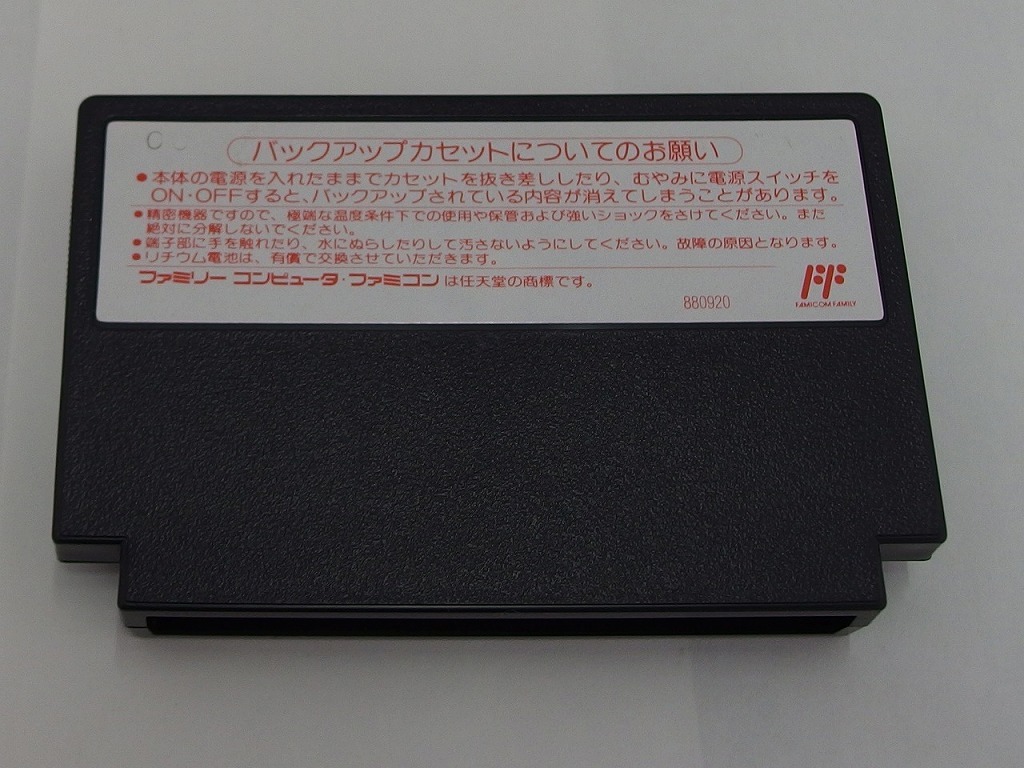 バックアップカセットについてのお願い
●本体の電源を入れたままでカセットを抜き差ししたり、むやみに電源スイッチを
ON・OFFすると、バックアップされている内容が消えてしまうことがあります。
●精密機器ですので、極端な温度条件下での使用や保管および強いショックをさけてください。また
絶対に分解しないでください。
●端子部に手を触れたり、水にぬらしたりして汚さないようにしてください。故障の原因となります。
●リチウム電池は、有償で交換させていただきます。
ファミリー コンピュータ・ファミコンは任天堂の商標です。
880920
FAMICOM FAMILY